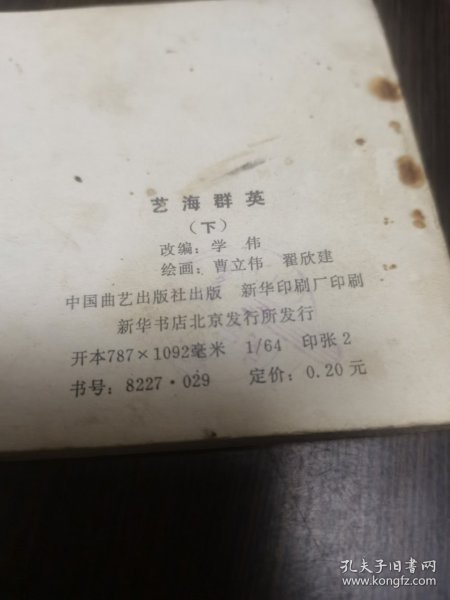 艺海群英
（下）
改编：学 伟
绘画：曹立伟 翟欣建
中国曲艺出版社出版 新华印刷厂印刷
新华书店北京发行所发行
开本787×1092毫米 1/64 印张2
书号：8227·029 定价：0.20元
孔夫子旧书网
www.kongfz.com